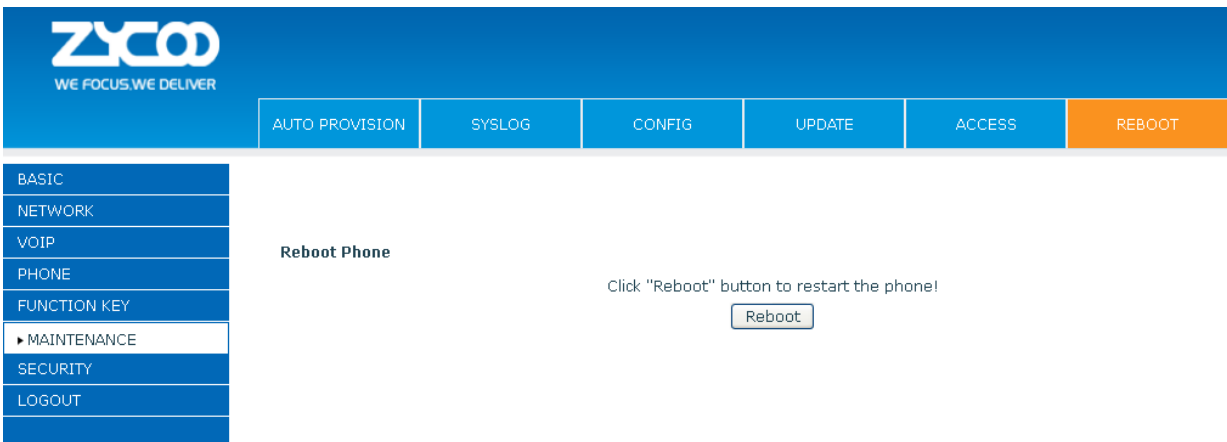 ZYCOO
WE FOCUS.WE DELIVER
AUTO PROVISION SYSLOG CONFIG UPDATE ACCESS REBOOT
BASIC
NETWORK
VOIP
PHONE
FUNCTION KEY
MAINTENANCE
SECURITY
LOGOUT
Reboot Phone
Click "Reboot" button to restart the phone!
Reboot